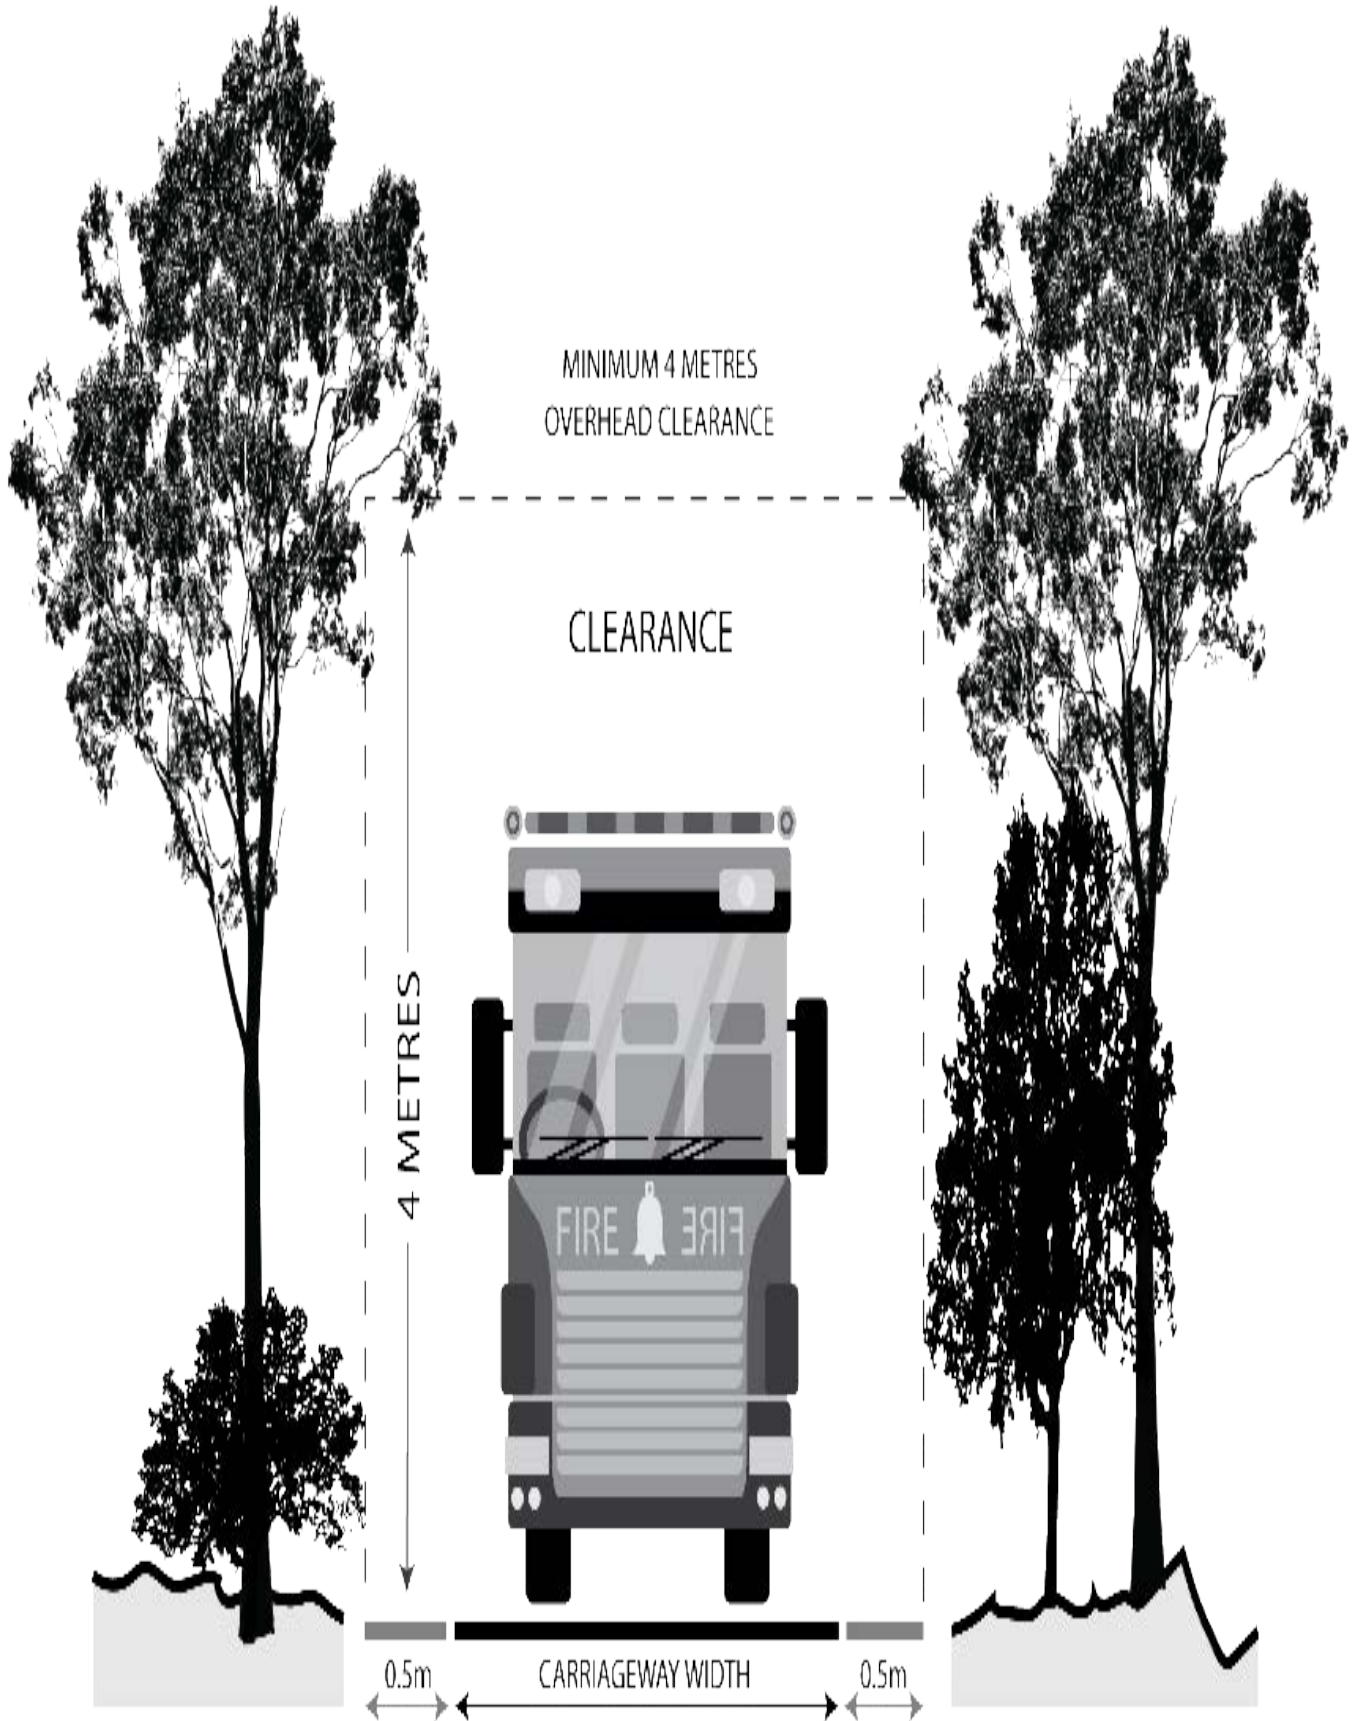 MINIMUM 4 METRES
OVERHEAD CLEARANCE
CLEARANCE
4 METRES
FIRE FIRE
0.5m CARRIAGEWAY WIDTH 0.5m